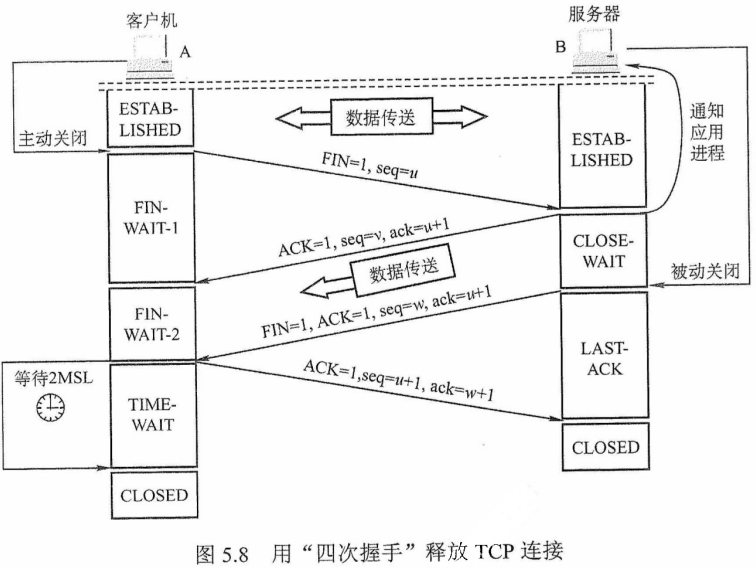 客户机
A
服务器
B
ESTAB-
LISHED
数据传送
ESTAB-
LISHED
通知
应用
进程
主动关闭
FIN=1, seq=u
FIN-
WAIT-1
ACK=1, seq=v, ack=u+1
CLOSE-
WAIT
数据传送
被动关闭
FIN-
WAIT-2
FIN=1, ACK=1, seq=w, ack=u+1
LAST-
ACK
等待2MSL
ACK=1,seq=u+1, ack=w+1
TIME-
WAIT
CLOSED
CLOSED
图 5.8 用“四次握手”释放 TCP 连接